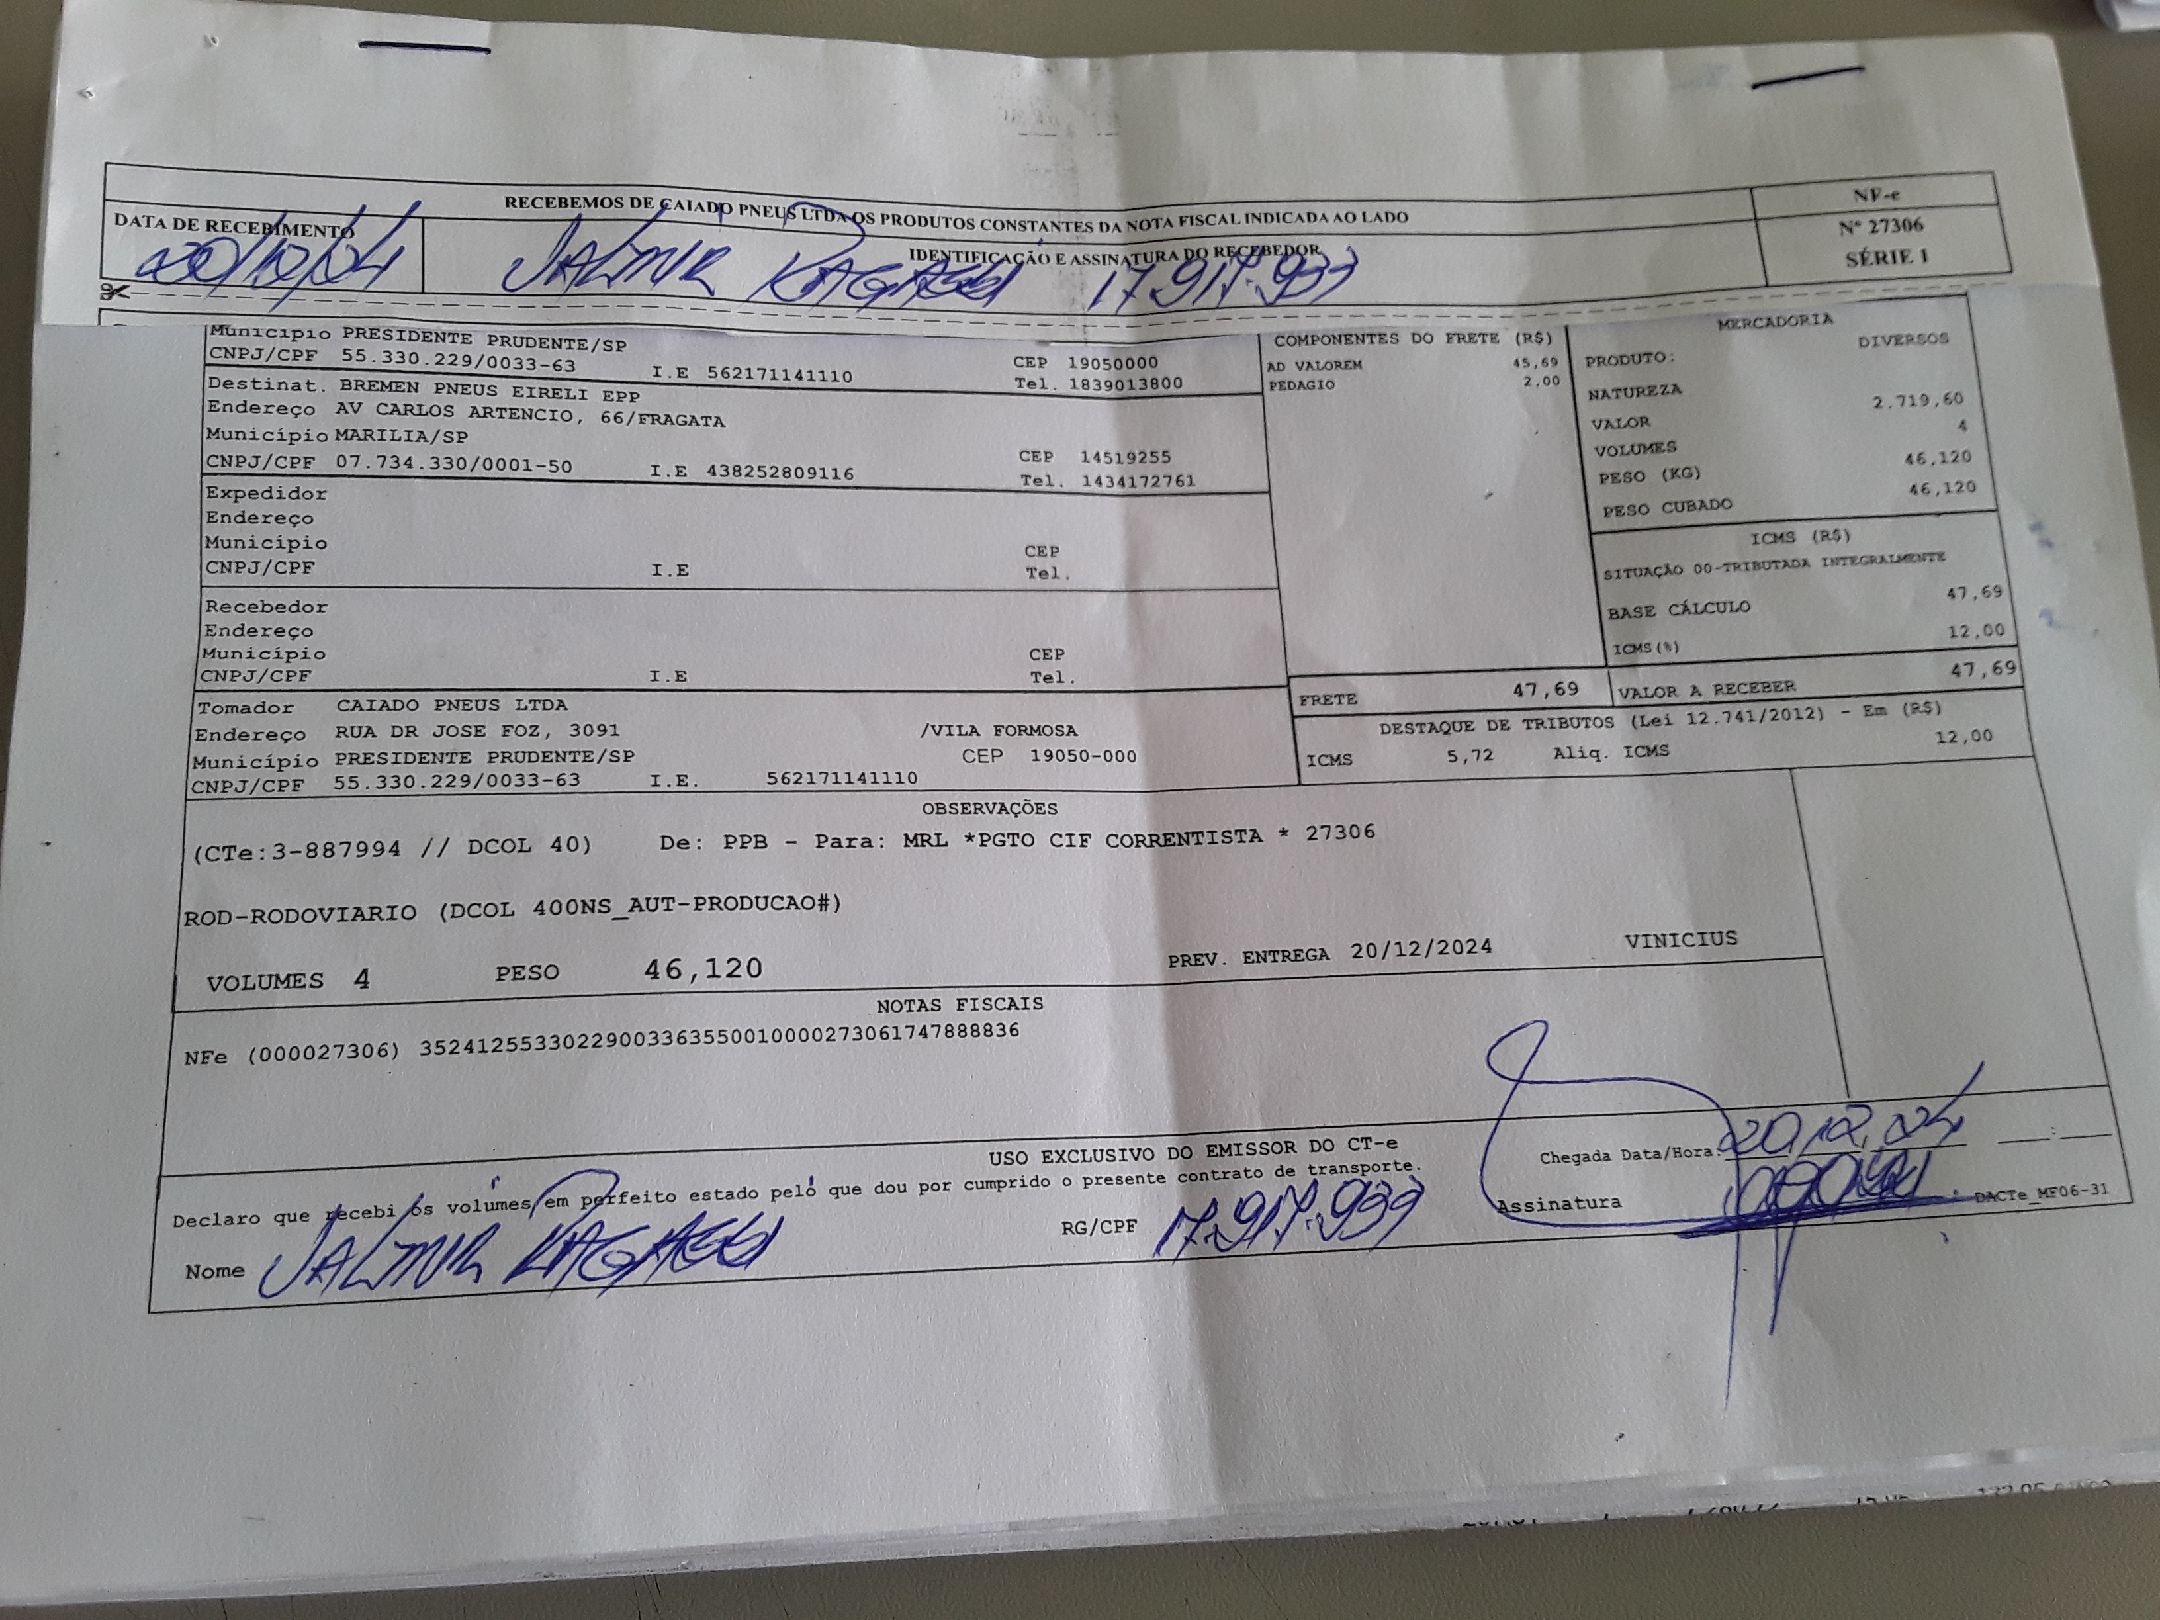 RECEBEMOS DE CAIADO PNEUS LTDA OS PRODUTOS CONSTANTES DA NOTA FISCAL INDICADA AO LADO
NF-e
Nº 27306
SÉRIE 1
DATA DE RECEBIMENTO
IDENTIFICAÇÃO E ASSINATURA DO RECEBEDOR
20/12/24 JALMIR 17.917.937
Município PRESIDENTE PRUDENTE/SP
CNPJ/CPF 55.330.229/0033-63 I.E 562171141110 CEP 19050000
Tel. 1839013800
Destinat. BREMEN PNEUS EIRELI EPP
Endereço AV CARLOS ARTENCIO, 66/FRAGATA
Município MARILIA/SP CEP 14519255
CNPJ/CPF 07.734.330/0001-50 I.E 438252809116 Tel. 1434172761
Expedidor
Endereço
Município CEP
CNPJ/CPF I.E Tel.
Recebedor
Endereço
Município CEP
CNPJ/CPF I.E Tel.
Tomador CAIADO PNEUS LTDA
Endereço RUA DR JOSE FOZ, 3091 /VILA FORMOSA
Município PRESIDENTE PRUDENTE/SP CEP 19050-000
CNPJ/CPF 55.330.229/0033-63 I.E. 562171141110
COMPONENTES DO FRETE (R$)
AD VALOREM 45,69
PEDAGIO 2,00
MERCADORIA
PRODUTO: DIVERSOS
NATUREZA
VALOR 2.719,60
VOLUMES 4
PESO (KG) 46,120
PESO CUBADO 46,120
ICMS (R$)
SITUAÇÃO 00-TRIBUTADA INTEGRALMENTE
BASE CÁLCULO 47,69
ICMS(%) 12,00
FRETE 47,69 VALOR A RECEBER 47,69
DESTAQUE DE TRIBUTOS (Lei 12.741/2012) - Em (R$)
ICMS 5,72 Aliq. ICMS 12,00
OBSERVAÇÕES
(CTe:3-887994 // DCOL 40) De: PPB - Para: MRL *PGTO CIF CORRENTISTA * 27306
ROD-RODOVIARIO (DCOL 400NS_AUT-PRODUCAO#)
VOLUMES 4 PESO 46,120 PREV. ENTREGA 20/12/2024 VINICIUS
NOTAS FISCAIS
NFe (000027306) 35241255330229003363550010000273061747888836
USO EXCLUSIVO DO EMISSOR DO CT-e
Declaro que recebi os volumes em perfeito estado pelo que dou por cumprido o presente contrato de transporte.
Chegada Data/Hora: 20/12/24
Nome JALMIR RG/CPF 17.917.937 Assinatura
DACTe_MF06-31